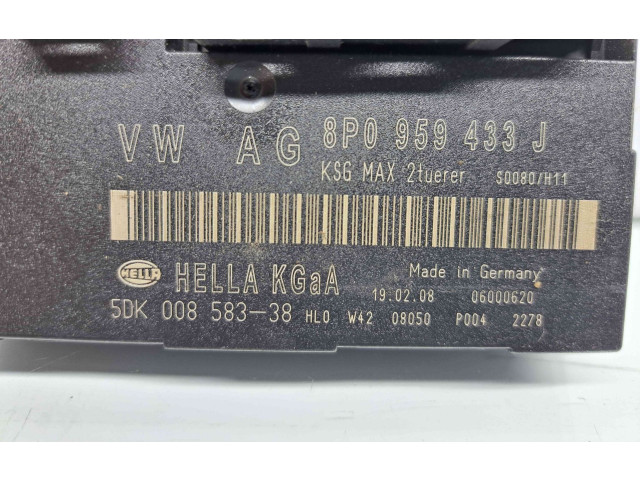 VW AG 8P0 959 433 J
KSG MAX 2tuerer S0080/H11
HELLA HELLA KGaA Made in Germany
19.02.08 06000620
5DK 008 583-38 HL0 W42 08050 P004 2278